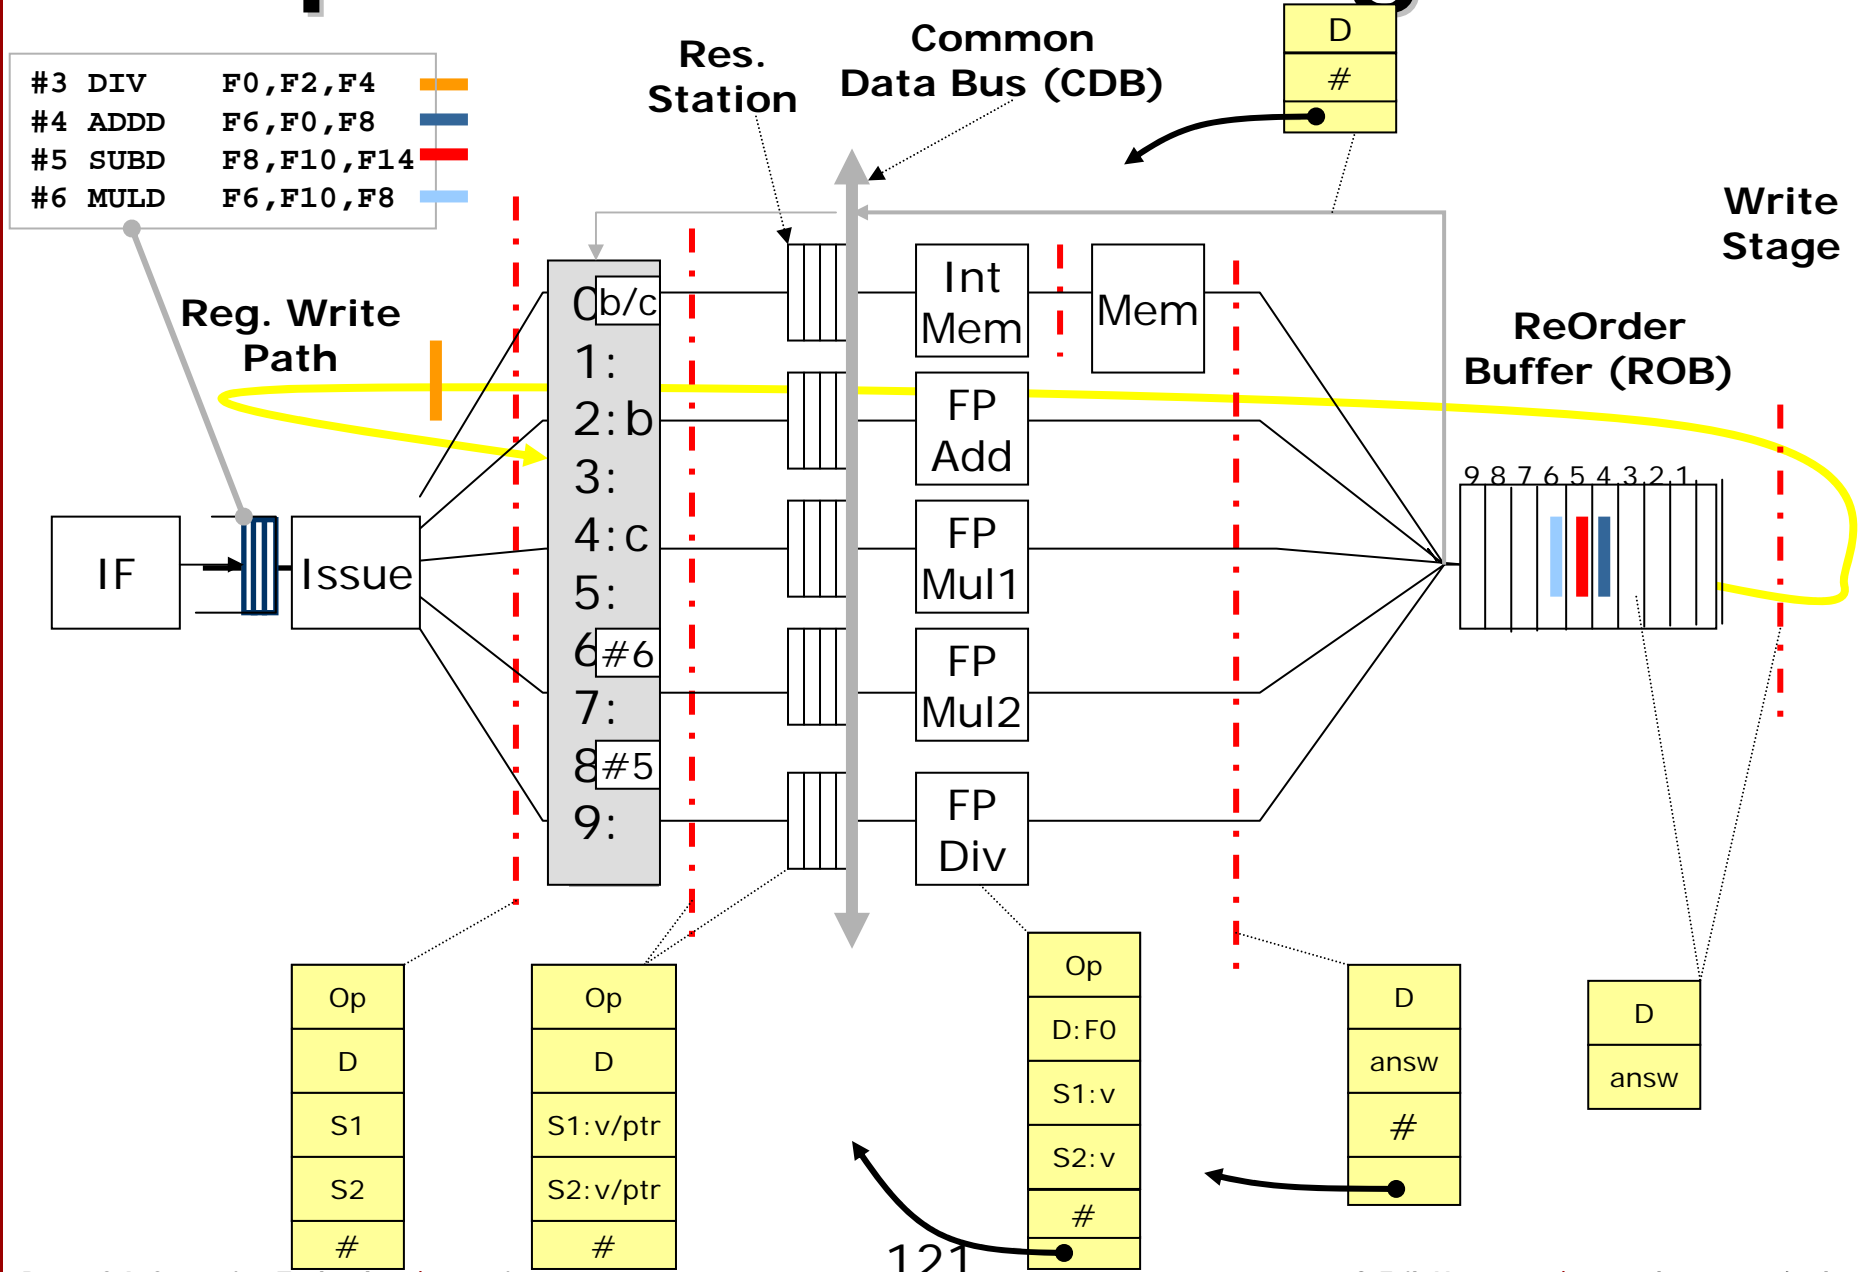 Common
Data Bus (CDB)
Res.
Station
D
#
#3 DIV F0,F2,F4
#4 ADDD F6,F0,F8
#5 SUBD F8,F10,F14
#6 MULD F6,F10,F8
Write
Stage
Reg. Write
Path
ReOrder
Buffer (ROB)
0 b/c
1:
2: b
3:
4: c
5:
6 #6
7:
8 #5
9:
Int
Mem
Mem
FP
Add
FP
Mul1
FP
Mul2
FP
Div
IF
Issue
9 8 7 6 5 4 3 2 1
Op
D
S1
S2
#
Op
D
S1:v/ptr
S2:v/ptr
#
Op
D:F0
S1:v
S2:v
#
D
answ
#
D
answ
121